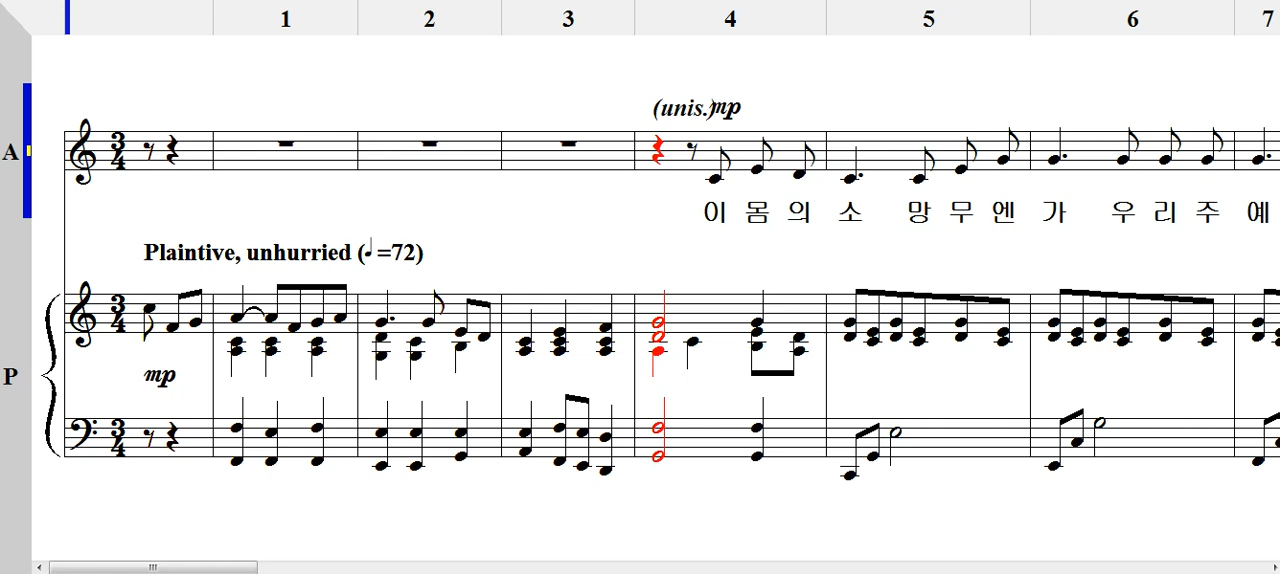 1 2 3 4 5 6 7
(unis.) mp
A
이 몸 의 소 망 무 엔 가 우 리 주 예
Plaintive, unhurried (♩=72)
mp
P